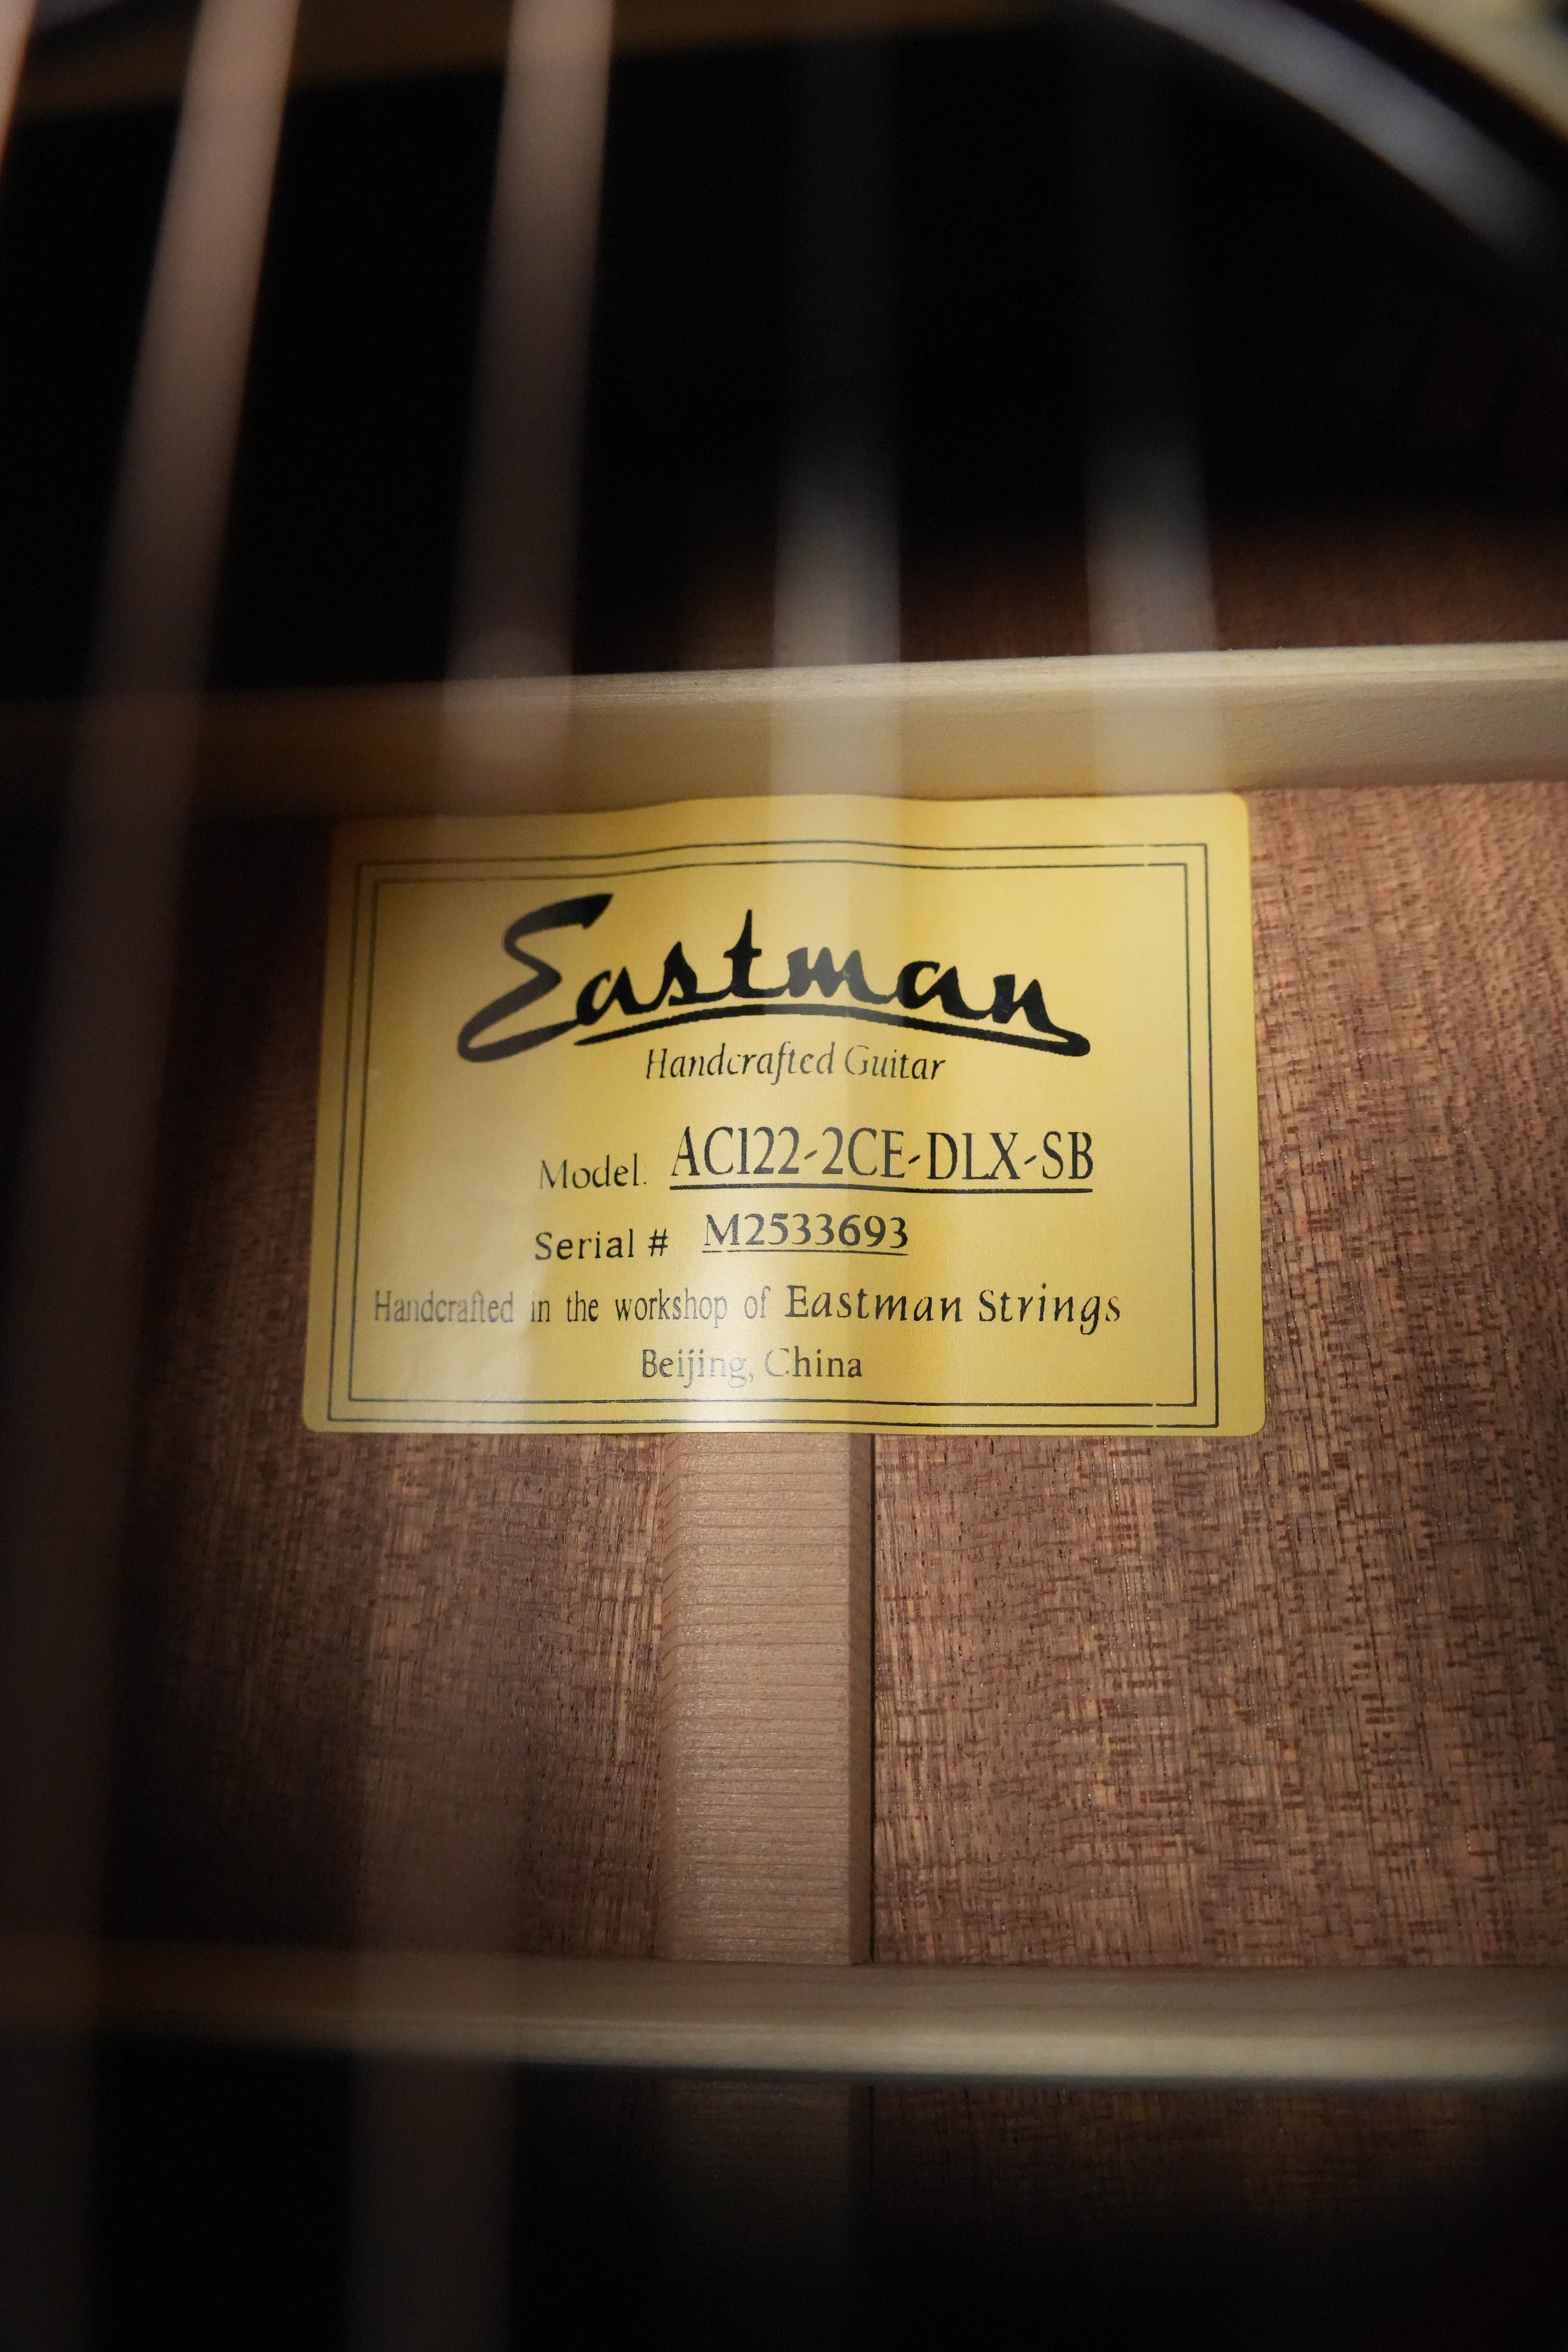 Eastman
Handcrafted Guitar
Model: AC122-2CE-DLX-SB
Serial # M2533693
Handcrafted in the workshop of Eastman Strings
Beijing, China